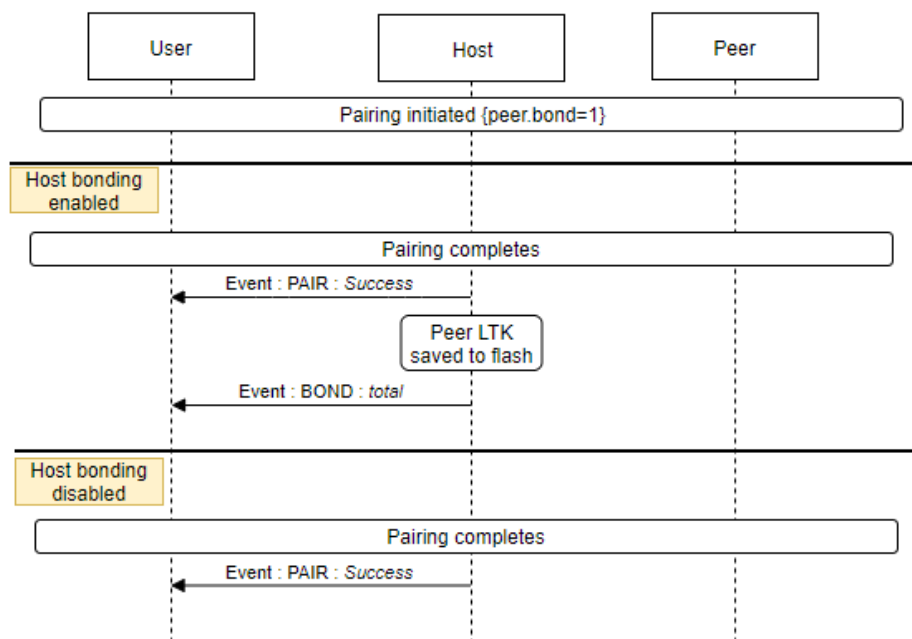 User
Host
Peer
Pairing initiated {peer.bond=1}
Host bonding
enabled
Pairing completes
Event : PAIR : Success
Peer LTK
saved to flash
Event : BOND : total
Host bonding
disabled
Pairing completes
Event : PAIR : Success